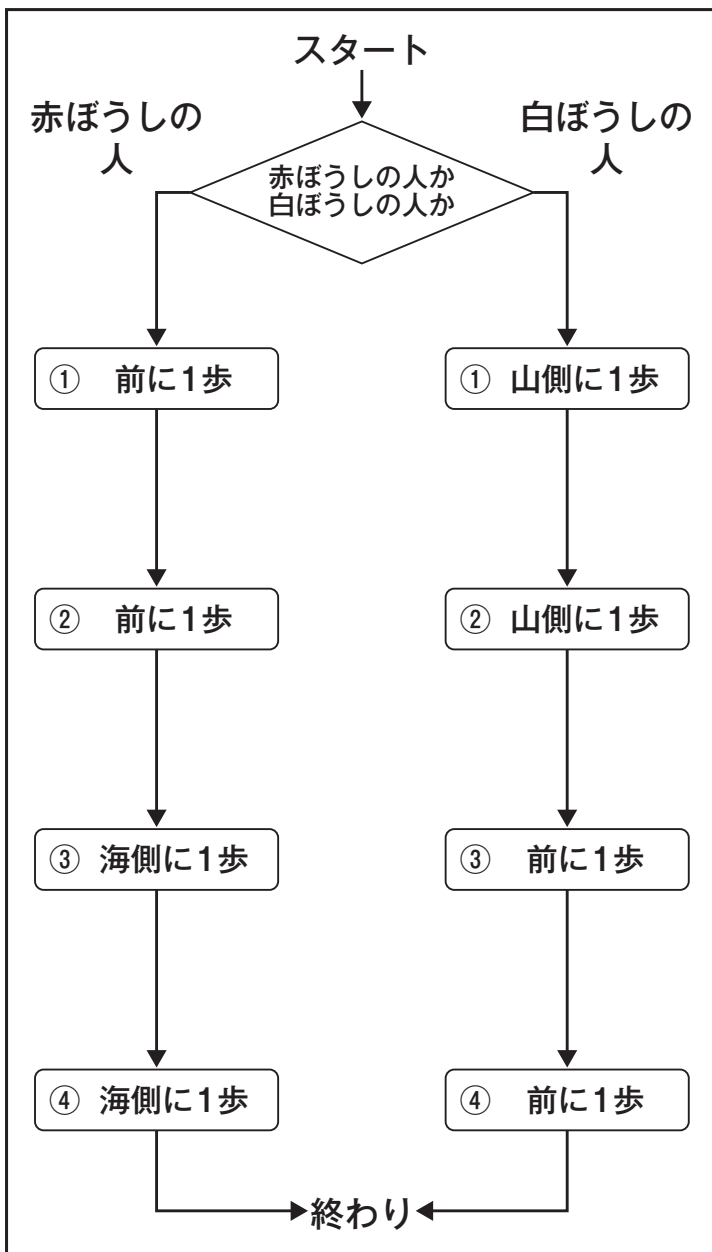 スタート
赤ぼうしの
人
白ぼうしの
人
赤ぼうしの人か
白ぼうしの人か
① 前に1歩
① 山側に1歩
② 前に1歩
② 山側に1歩
③ 海側に1歩
③ 前に1歩
④ 海側に1歩
④ 前に1歩
終わり